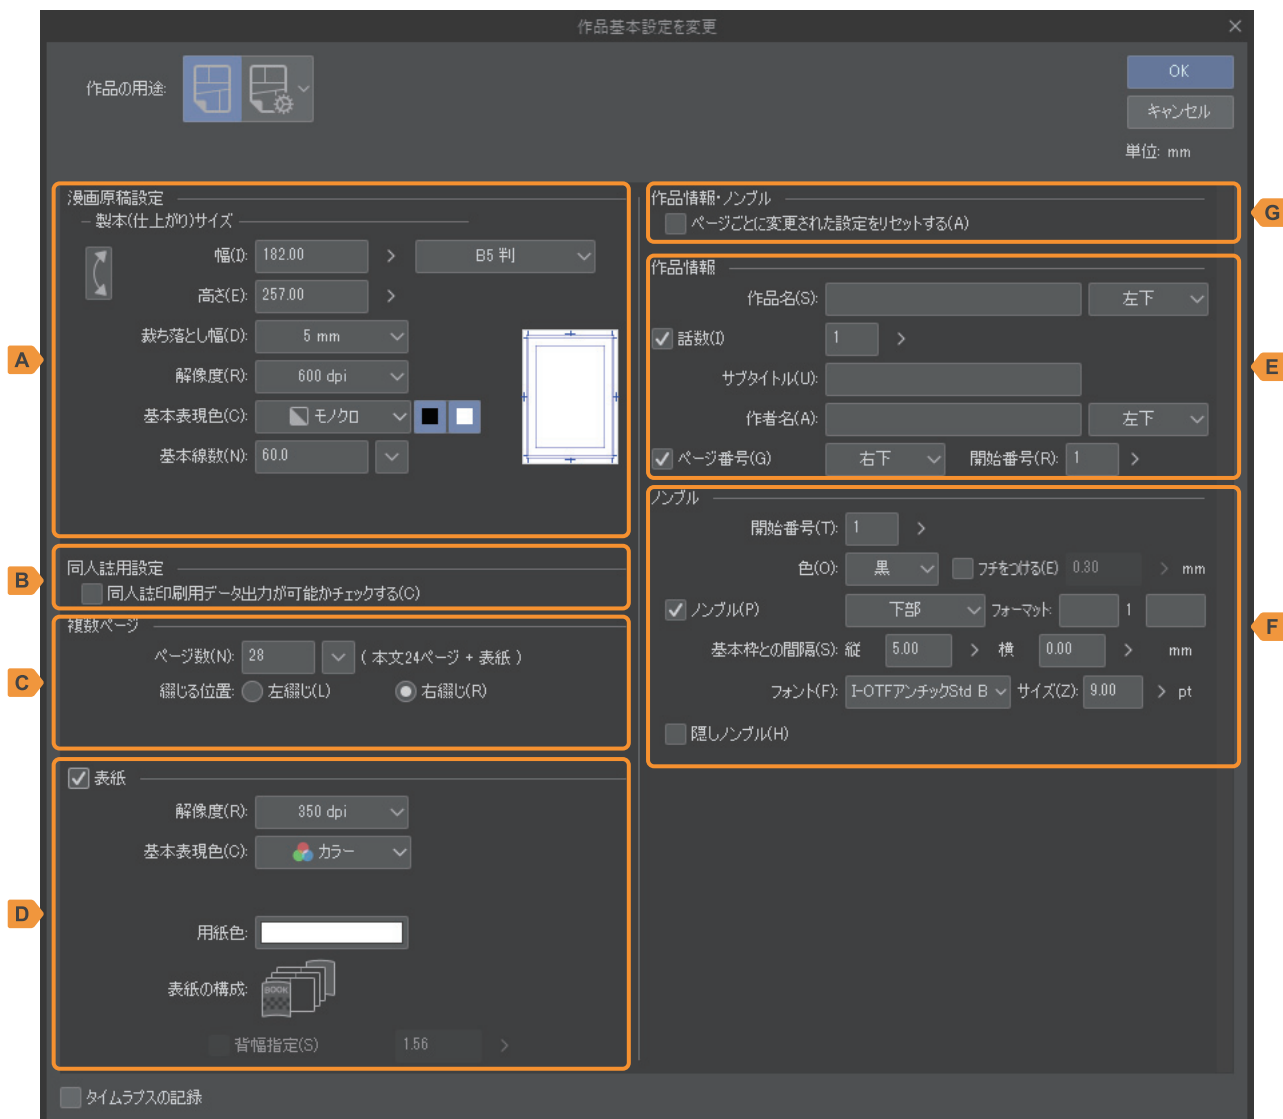 作品基本設定を変更
作品の用途:
OK
キャンセル
単位: mm
A
漫画原稿設定
製本(仕上がり)サイズ
幅(I): 182.00 B5 判
高さ(E): 257.00
裁ち落とし幅(D): 5 mm
解像度(R): 600 dpi
基本表現色(C): モノクロ
基本線数(N): 60.0
B
同人誌用設定
同人誌印刷用データ出力が可能かチェックする(C)
C
複数ページ
ページ数(N): 28 ( 本文24ページ + 表紙 )
綴じる位置: 左綴じ(L) 右綴じ(R)
D
表紙
解像度(R): 350 dpi
基本表現色(C): カラー
用紙色:
表紙の構成: BOOK
背幅指定(S) 1.56
タイムラプスの記録
G
作品情報・ノンブル
ページごとに変更された設定をリセットする(A)
E
作品情報
作品名(S): 左下
話数(I) 1
サブタイトル(U):
作者名(A): 左下
ページ番号(G) 右下 開始番号(R): 1
F
ノンブル
開始番号(T): 1
色(O): 黒 フチをつける(E) 0.30 mm
ノンブル(P) 下部 フォーマット: 1
基本枠との間隔(S): 縦 5.00 横 0.00 mm
フォント(F): I-OTFアンチックStd B サイズ(Z): 9.00 pt
隠しノンブル(H)